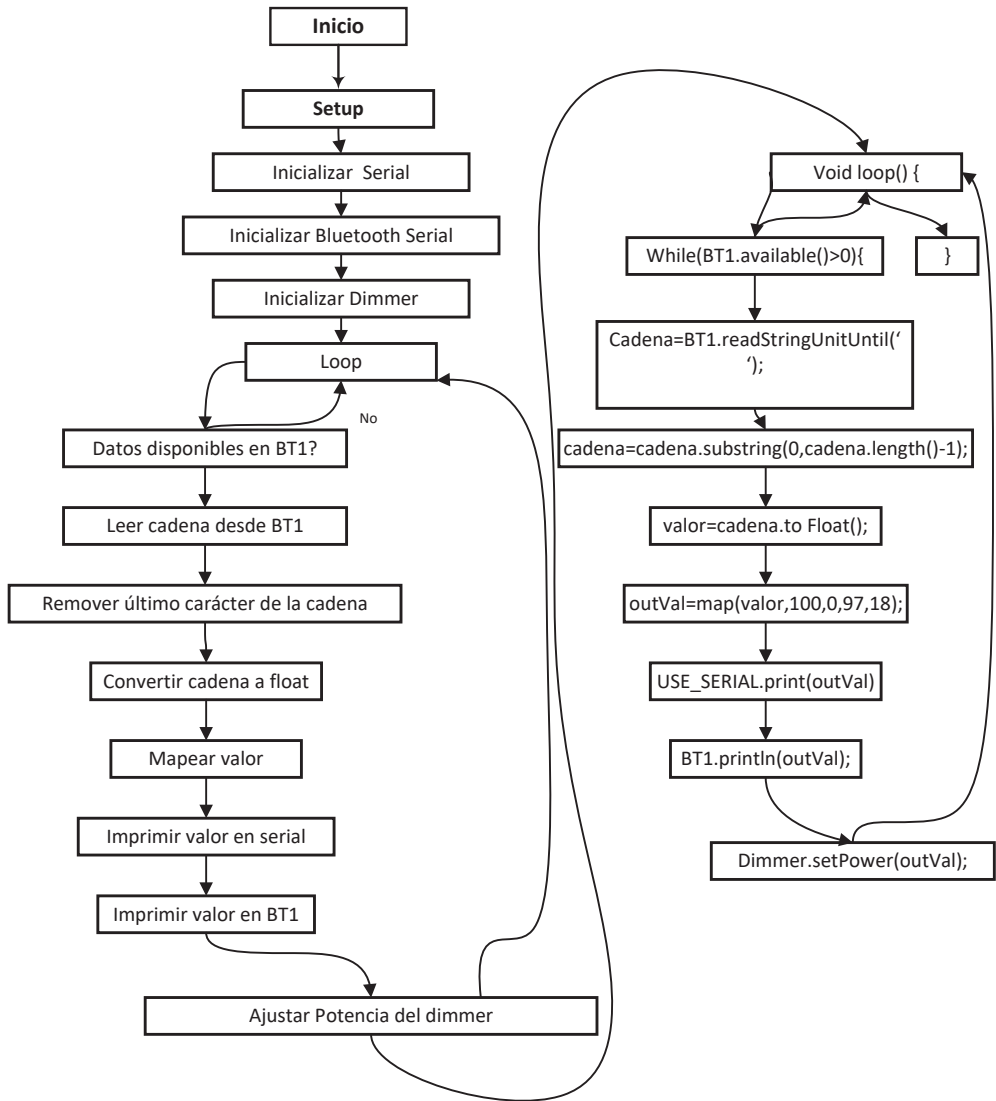 Inicio
Setup
Inicializar Serial
Inicializar Bluetooth Serial
Inicializar Dimmer
Loop
No
Datos disponibles en BT1?
Leer cadena desde BT1
Remover último carácter de la cadena
Convertir cadena a float
Mapear valor
Imprimir valor en serial
Imprimir valor en BT1
Ajustar Potencia del dimmer
Void loop() {
While(BT1.available()>0){
}
Cadena=BT1.readStringUnitUntil(‘
‘);
cadena=cadena.substring(0,cadena.length()-1);
valor=cadena.to Float();
outVal=map(valor,100,0,97,18);
USE_SERIAL.print(outVal)
BT1.println(outVal);
Dimmer.setPower(outVal);